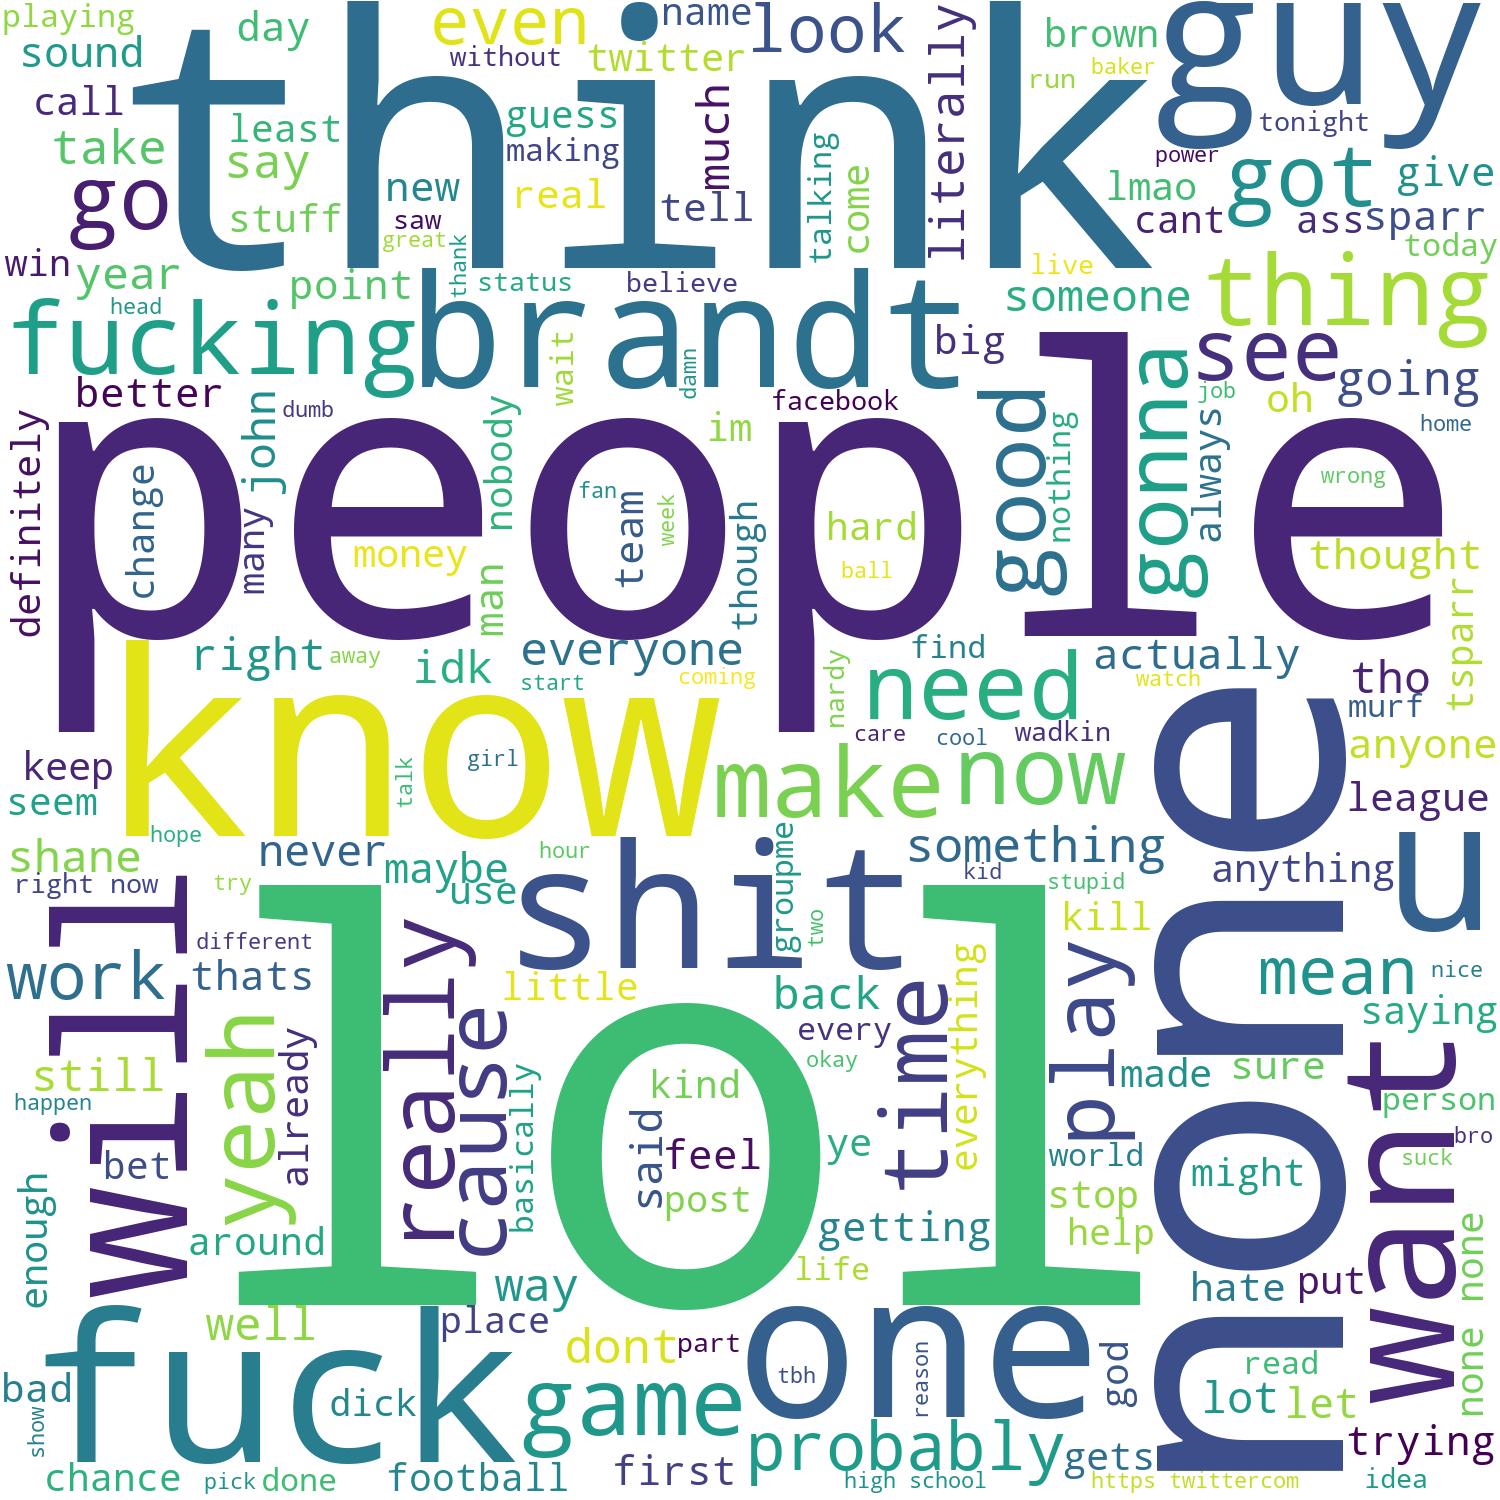 playing
sound
day
even
without
twitter
name
look
literally
brown
run
baker
guy
think
call
least
guess
making
much
tonight
take
say
real
talking
come
power
lmao
got
give
go
stuff
new
saw
great
tell
cant
ass
sparr
today
win
year
head
point
thank
status
believe
live
someone
thing
fucking
brandt
wait
damn
big
see
going
better
dumb
facebook
job
oh
home
definitely
people
change
many
john
nobody
im
fan
team
week
though
hard
ball
good
nothing
gonna
always
wrong
money
man
thought
tsparr
right
away
idk
everyone
start
coming
nardy
find
need
actually
watch
tho
murf
know
keep
seem
talk
girl
care
cool
wadkin
make
now
anyone
league
hope
shane
right now
never
maybe
use
hour
shit
groupme
two
something
kid
stupid
anything
u
try
will
different
work
thats
really
little
back
everything
kill
play
none
mean
nice
saying
yeah
already
cause
basically
every
okay
time
still
happen
lol
kind
said
feel
post
ye
made
sure
person
world
bro
suck
bet
might
want
stop
help
enough
around
getting
life
way
hate
put
none none
well
place
fuck
dont
part
one
tbh
reason
god
read
lot
let
bad
show
dick
game
probably
gets
trying
chance
pick
done
football
first
high school
https twittercom
idea